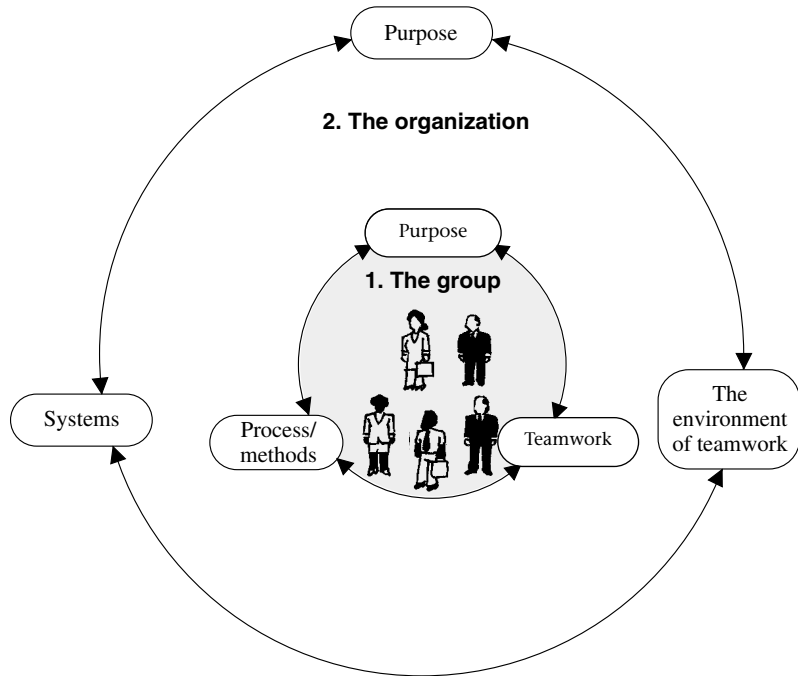 Purpose
2. The organization
Purpose
1. The group
Systems
Process/
methods
Teamwork
The
environment
of teamwork